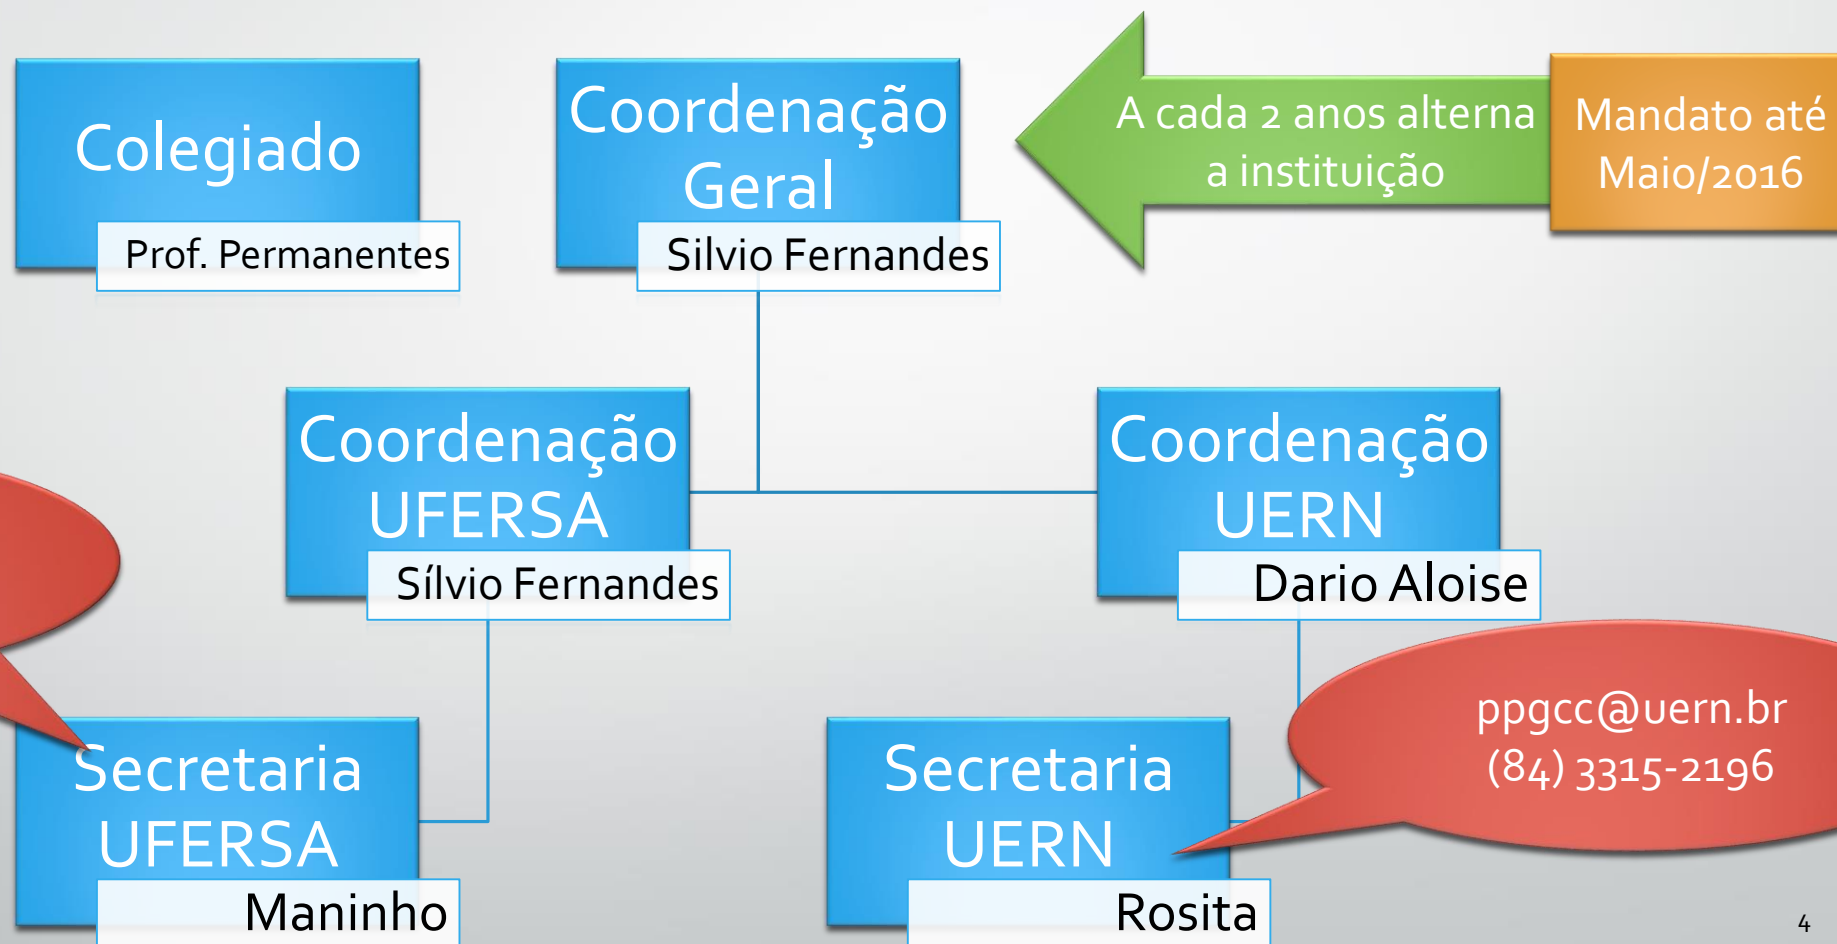 Colegiado
Prof. Permanentes
Coordenação
Geral
Silvio Fernandes
A cada 2 anos alterna
a instituição
Mandato até
Maio/2016
Coordenação
UFERSA
Sílvio Fernandes
Coordenação
UERN
Dario Aloise
Secretaria
UFERSA
Maninho
Secretaria
UERN
Rosita
ppgcc@uern.br
(84) 3315-2196
4